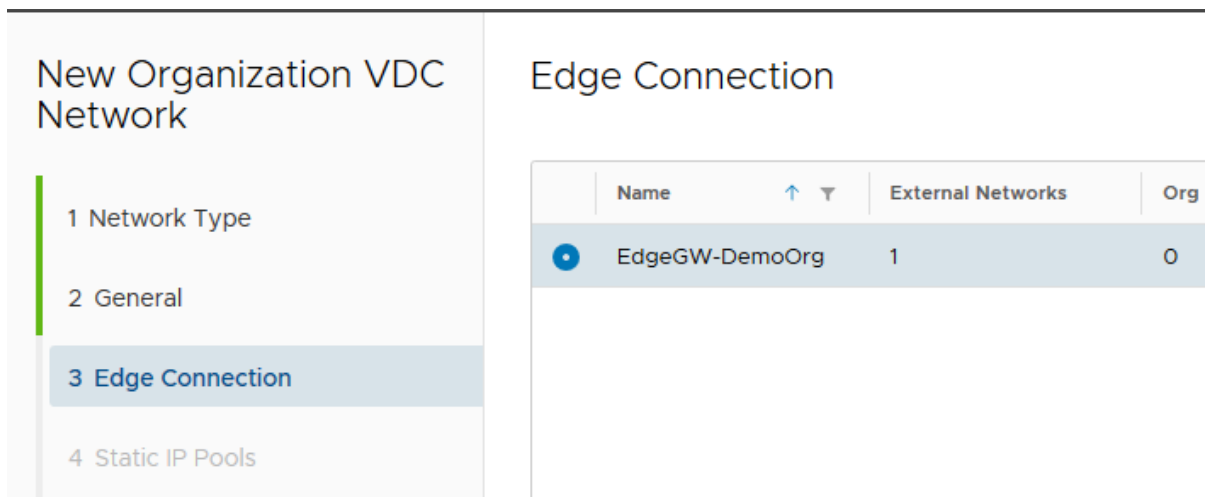 New Organization VDC
Network
1 Network Type
2 General
3 Edge Connection
4 Static IP Pools
Edge Connection
Name External Networks Org
EdgeGW-DemoOrg 1 0